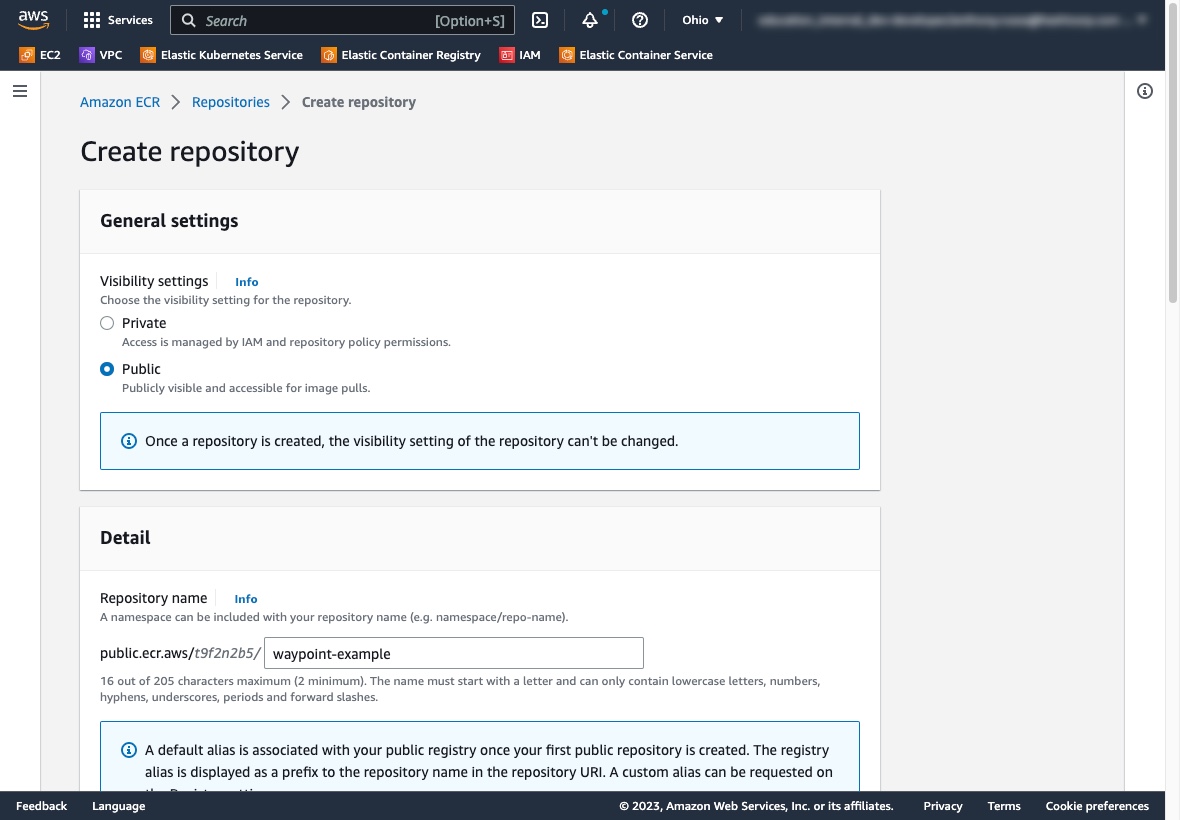 aws Services Search [Option+S] Ohio
EC2 VPC Elastic Kubernetes Service Elastic Container Registry IAM Elastic Container Service
Amazon ECR Repositories Create repository
Create repository
General settings
Visibility settings Info
Choose the visibility setting for the repository.
Private
Access is managed by IAM and repository policy permissions.
Public
Publicly visible and accessible for image pulls.
Once a repository is created, the visibility setting of the repository can't be changed.
Detail
Repository name Info
A namespace can be included with your repository name (e.g. namespace/repo-name).
public.ecr.aws/t9f2n2b5/ waypoint-example
16 out of 205 characters maximum (2 minimum). The name must start with a letter and can only contain lowercase letters, numbers,
hyphens, underscores, periods and forward slashes.
A default alias is associated with your public registry once your first public repository is created. The registry
alias is displayed as a prefix to the repository name in the repository URI. A custom alias can be requested on
Feedback Language © 2023, Amazon Web Services, Inc. or its affiliates. Privacy Terms Cookie preferences